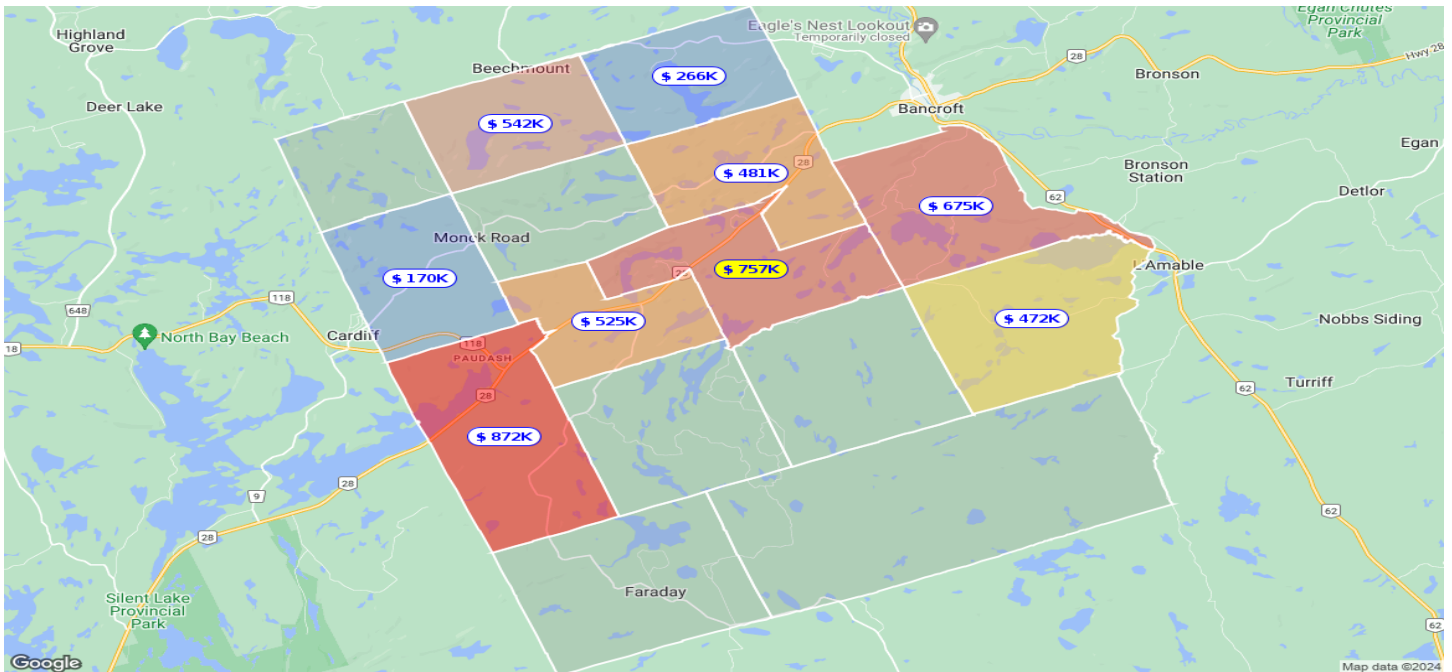 Highland
Grove
Eagle's Nest Lookout
Temporarily closed
Egan Chutes
Provincial
Park
Hwy 28
28
Beechmount
$ 266K
Bronson
Deer Lake
Bancroft
$ 542K
Egan
28
$ 481K
Bronson
Station
62
Detlor
$ 675K
Monck Road
$ 757K
L'Amable
$ 170K
118
648
$ 525K
$ 472K
Nobbs Siding
North Bay Beach
Cardiff
118
18
PAUDASH
Turriff
62
28
$ 872K
28
9
62
28
Faraday
Silent Lake
Provincial
Park
62
Google
Map data ©2024